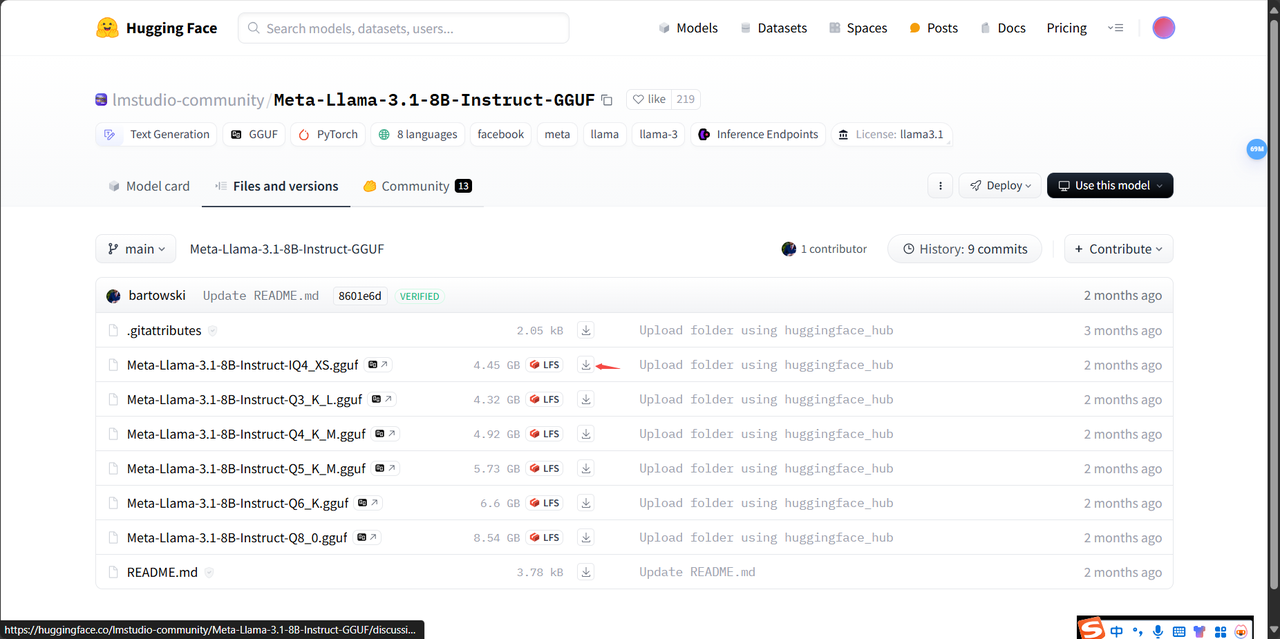 Hugging Face Search models, datasets, users... Models Datasets Spaces Posts Docs Pricing
lmstudio-community/Meta-Llama-3.1-8B-Instruct-GGUF like 219
Text Generation GGUF PyTorch 8 languages facebook meta llama llama-3 Inference Endpoints License: llama3.1
69M
Model card Files and versions Community 13 Deploy Use this model
main Meta-Llama-3.1-8B-Instruct-GGUF 1 contributor History: 9 commits + Contribute
bartowski Update README.md 8601e6d VERIFIED 2 months ago
.gitattributes 2.05 kB Upload folder using huggingface_hub 3 months ago
Meta-Llama-3.1-8B-Instruct-IQ4_XS.gguf 4.45 GB LFS Upload folder using huggingface_hub 2 months ago
Meta-Llama-3.1-8B-Instruct-Q3_K_L.gguf 4.32 GB LFS Upload folder using huggingface_hub 2 months ago
Meta-Llama-3.1-8B-Instruct-Q4_K_M.gguf 4.92 GB LFS Upload folder using huggingface_hub 2 months ago
Meta-Llama-3.1-8B-Instruct-Q5_K_M.gguf 5.73 GB LFS Upload folder using huggingface_hub 2 months ago
Meta-Llama-3.1-8B-Instruct-Q6_K.gguf 6.6 GB LFS Upload folder using huggingface_hub 2 months ago
Meta-Llama-3.1-8B-Instruct-Q8_0.gguf 8.54 GB LFS Upload folder using huggingface_hub 2 months ago
README.md 3.78 kB Update README.md 2 months ago
https://huggingface.co/lmstudio-community/Meta-Llama-3.1-8B-Instruct-GGUF/discussi... S 中